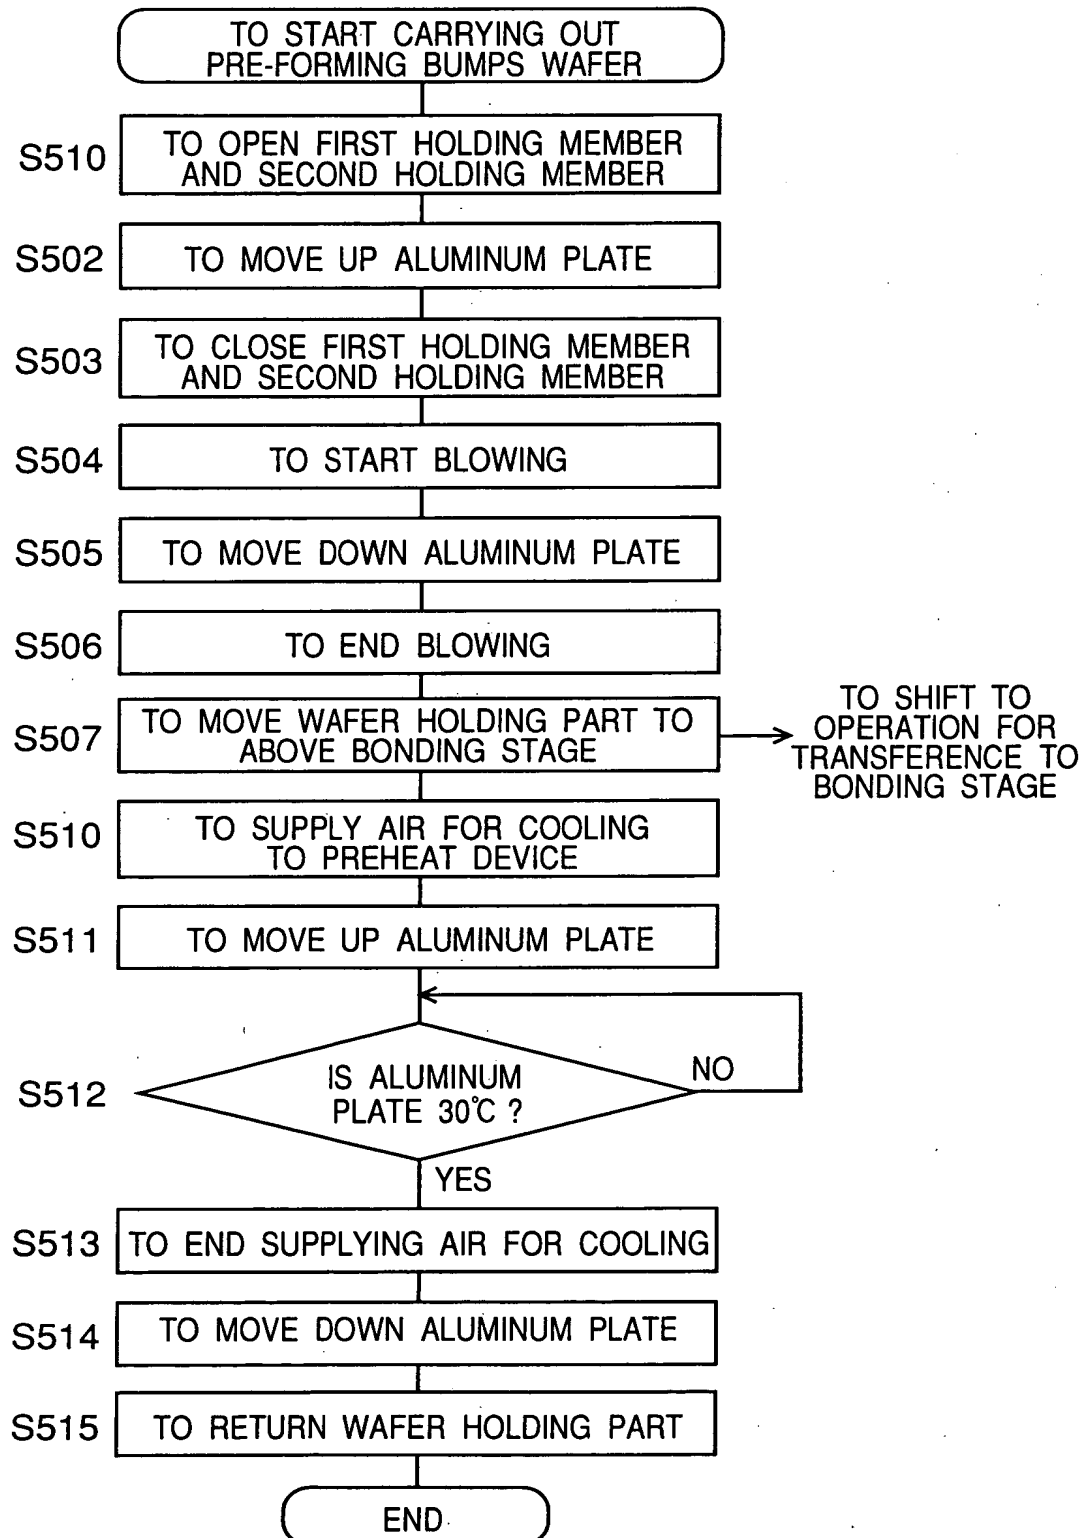 TO START CARRYING OUT
PRE-FORMING BUMPS WAFER
S510
TO OPEN FIRST HOLDING MEMBER
AND SECOND HOLDING MEMBER
S502
TO MOVE UP ALUMINUM PLATE
S503
TO CLOSE FIRST HOLDING MEMBER
AND SECOND HOLDING MEMBER
S504
TO START BLOWING
S505
TO MOVE DOWN ALUMINUM PLATE
S506
TO END BLOWING
S507
TO MOVE WAFER HOLDING PART TO
ABOVE BONDING STAGE
TO SHIFT TO
OPERATION FOR
TRANSFERENCE TO
BONDING STAGE
S510
TO SUPPLY AIR FOR COOLING
TO PREHEAT DEVICE
S511
TO MOVE UP ALUMINUM PLATE
S512
IS ALUMINUM
PLATE 30℃ ?
NO
YES
S513
TO END SUPPLYING AIR FOR COOLING
S514
TO MOVE DOWN ALUMINUM PLATE
S515
TO RETURN WAFER HOLDING PART
END